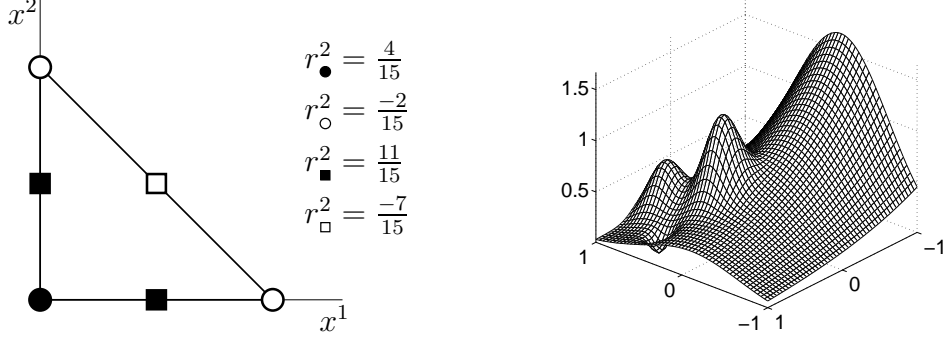 x²
r²● = 4/15
r²○ = -2/15
r²■ = 11/15
r²□ = -7/15
x¹
1.5
1
0.5
1
0
-1
1
0
-1